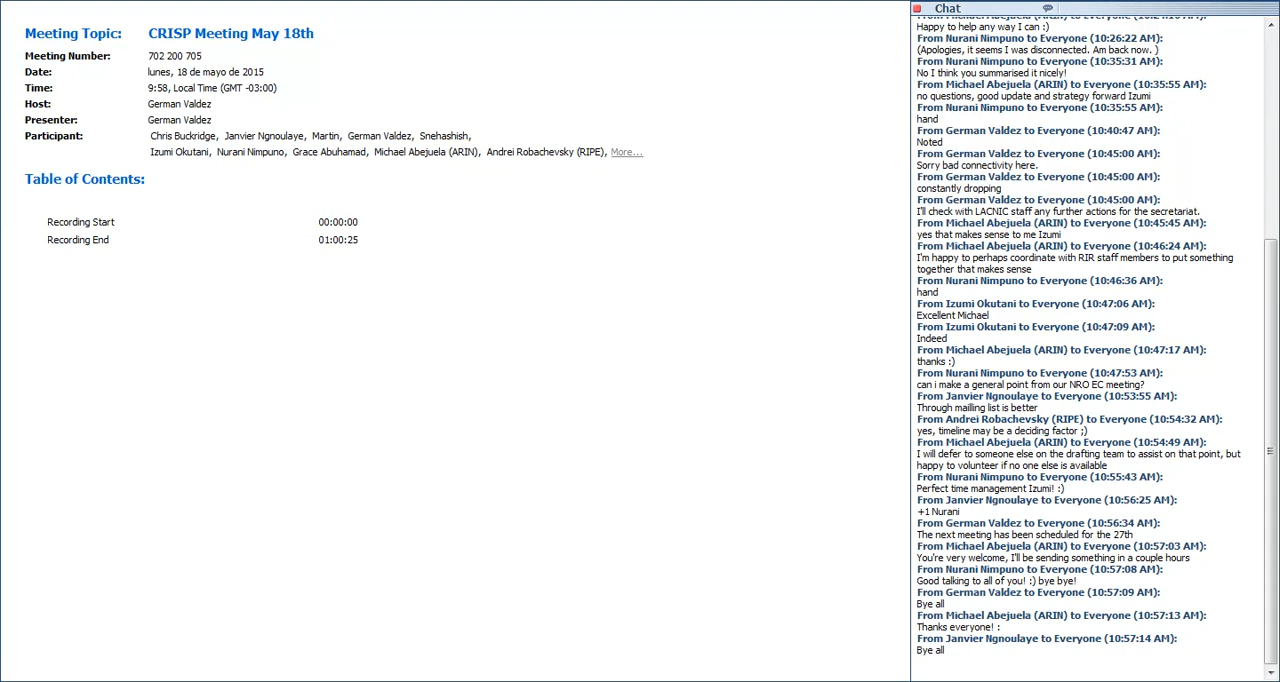 Meeting Topic: CRISP Meeting May 18th
Meeting Number: 702 200 705
Date: lunes, 18 de mayo de 2015
Time: 9:58, Local Time (GMT -03:00)
Host: German Valdez
Presenter: German Valdez
Participant: Chris Buckridge, Janvier Ngnoulaye, Martin, German Valdez, Snehashish,
Izumi Okutani, Nurani Nimpuno, Grace Abuhamad, Michael Abejuela (ARIN), Andrei Robachevsky (RIPE), More...
Table of Contents:
Recording Start 00:00:00
Recording End 01:00:25
Chat
From Michael Abejuela (ARIN) to Everyone
Happy to help any way I can :)
From Nurani Nimpuno to Everyone (10:26:22 AM):
(Apologies, it seems I was disconnected. Am back now. )
From Nurani Nimpuno to Everyone (10:35:31 AM):
No I think you summarised it nicely!
From Michael Abejuela (ARIN) to Everyone (10:35:55 AM):
no questions, good update and strategy forward Izumi
From Nurani Nimpuno to Everyone (10:35:55 AM):
hand
From German Valdez to Everyone (10:40:47 AM):
Noted
From German Valdez to Everyone (10:45:00 AM):
Sorry bad connectivity here.
From German Valdez to Everyone (10:45:00 AM):
constantly dropping
From German Valdez to Everyone (10:45:00 AM):
I'll check with LACNIC staff any further actions for the secretariat.
From Michael Abejuela (ARIN) to Everyone (10:45:45 AM):
yes that makes sense to me Izumi
From Michael Abejuela (ARIN) to Everyone (10:46:24 AM):
I'm happy to perhaps coordinate with RIR staff members to put something
together that makes sense
From Nurani Nimpuno to Everyone (10:46:36 AM):
hand
From Izumi Okutani to Everyone (10:47:06 AM):
Excellent Michael
From Izumi Okutani to Everyone (10:47:09 AM):
Indeed
From Michael Abejuela (ARIN) to Everyone (10:47:17 AM):
thanks :)
From Nurani Nimpuno to Everyone (10:47:53 AM):
can i make a general point from our NRO EC meeting?
From Janvier Ngnoulaye to Everyone (10:53:55 AM):
Through mailling list is better
From Andrei Robachevsky (RIPE) to Everyone (10:54:32 AM):
yes, timeline may be a deciding factor ;)
From Michael Abejuela (ARIN) to Everyone (10:54:49 AM):
I will defer to someone else on the drafting team to assist on that point, but
happy to volunteer if no one else is available
From Nurani Nimpuno to Everyone (10:55:43 AM):
Perfect time management Izumi! :)
From Janvier Ngnoulaye to Everyone (10:56:25 AM):
+1 Nurani
From German Valdez to Everyone (10:56:34 AM):
The next meeting has been scheduled for the 27th
From Michael Abejuela (ARIN) to Everyone (10:57:03 AM):
You're very welcome, I'll be sending something in a couple hours
From Nurani Nimpuno to Everyone (10:57:08 AM):
Good talking to all of you! :) bye bye!
From German Valdez to Everyone (10:57:09 AM):
Bye all
From Michael Abejuela (ARIN) to Everyone (10:57:13 AM):
Thanks everyone! :
From Janvier Ngnoulaye to Everyone (10:57:14 AM):
Bye all